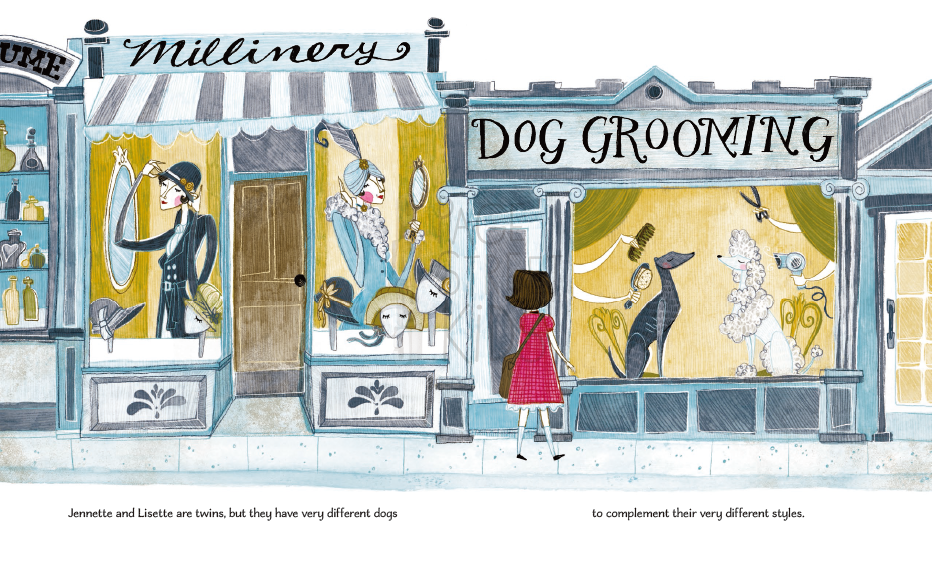 UME
Millinery
DOG GROOMING
Jennette and Lisette are twins, but they have very different dogs
to complement their very different styles.